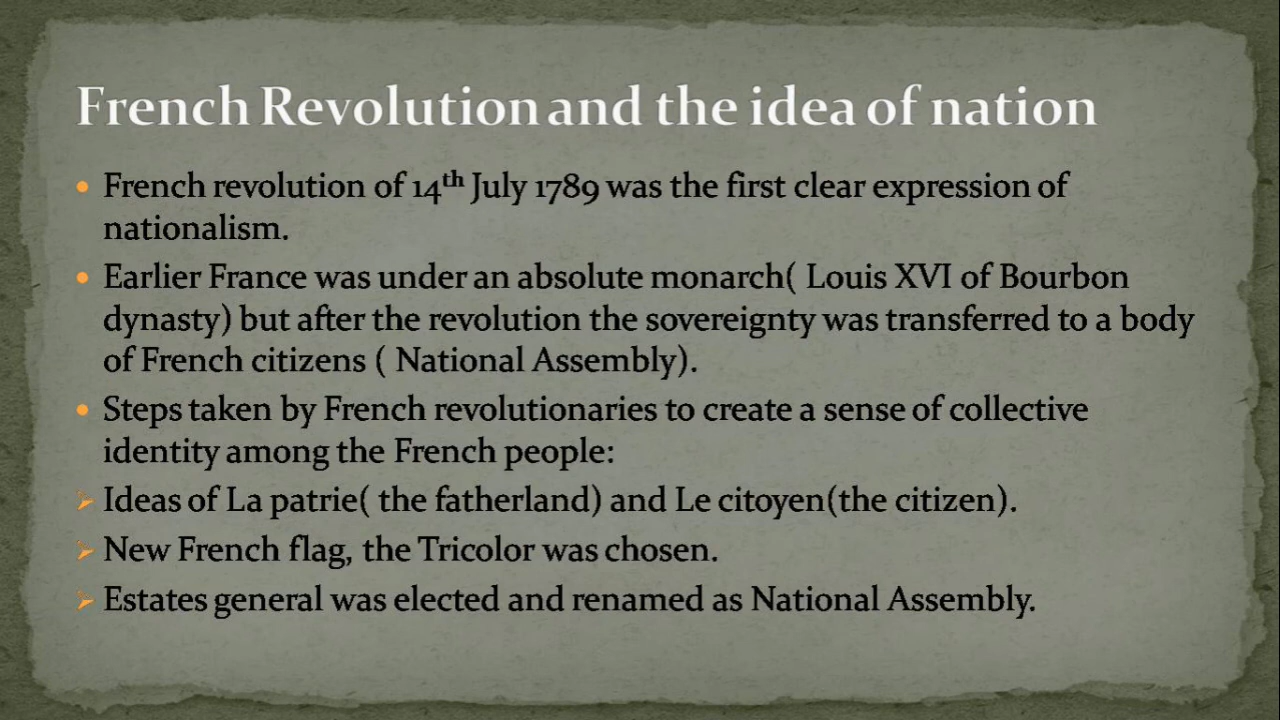 French Revolution and the idea of nation
• French revolution of 14th July 1789 was the first clear expression of
nationalism.
• Earlier France was under an absolute monarch( Louis XVI of Bourbon
dynasty) but after the revolution the sovereignty was transferred to a body
of French citizens ( National Assembly).
• Steps taken by French revolutionaries to create a sense of collective
identity among the French people:
➢ Ideas of La patrie( the fatherland) and Le citoyen(the citizen).
➢ New French flag, the Tricolor was chosen.
➢ Estates general was elected and renamed as National Assembly.